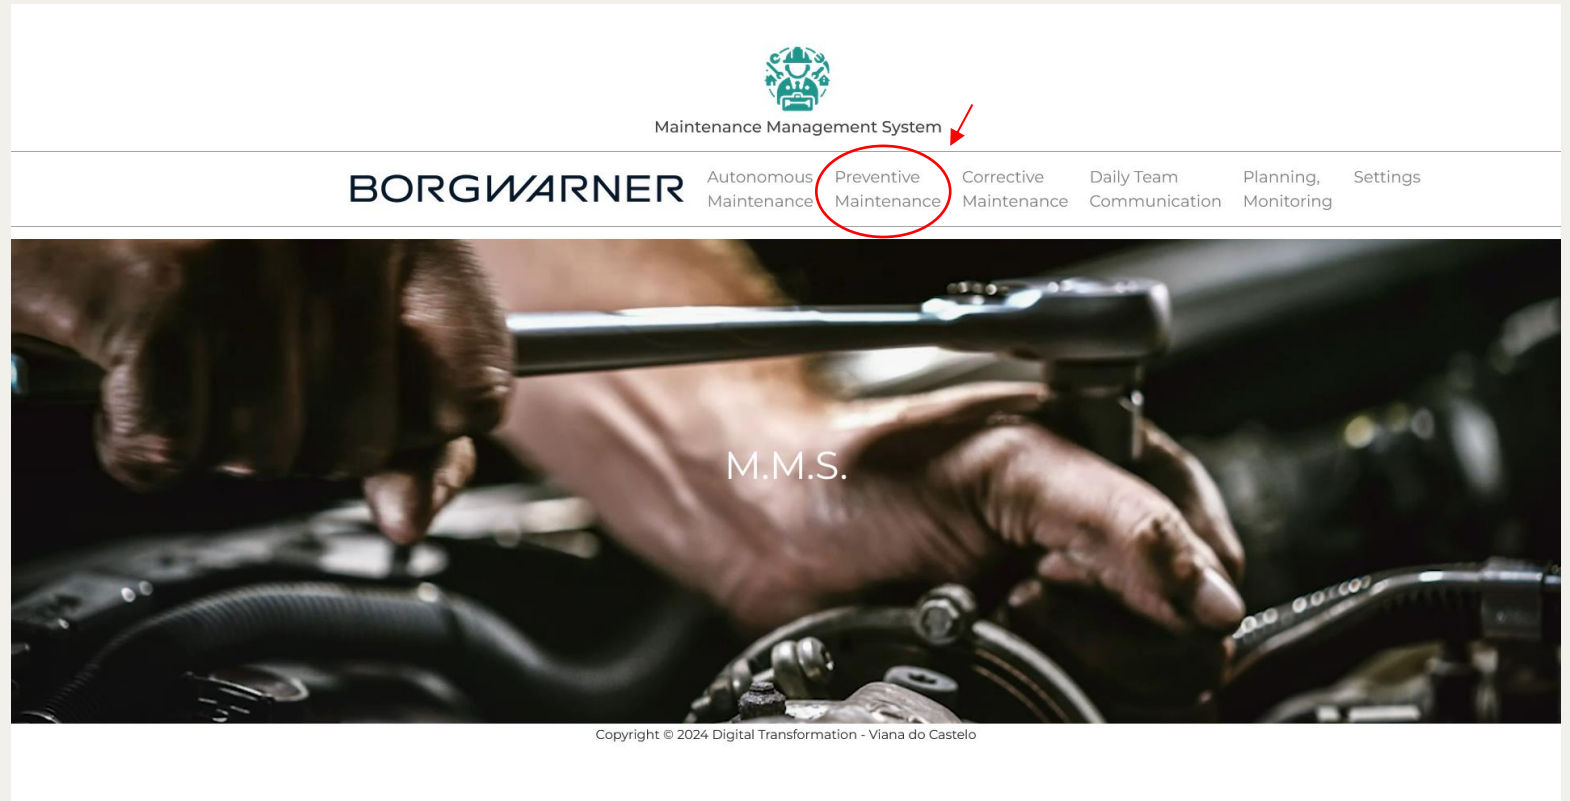 Maintenance Management System
BORGWARNER
Autonomous
Maintenance
Preventive
Maintenance
Corrective
Maintenance
Daily Team
Communication
Planning,
Monitoring
Settings
M.M.S.
Copyright © 2024 Digital Transformation - Viana do Castelo